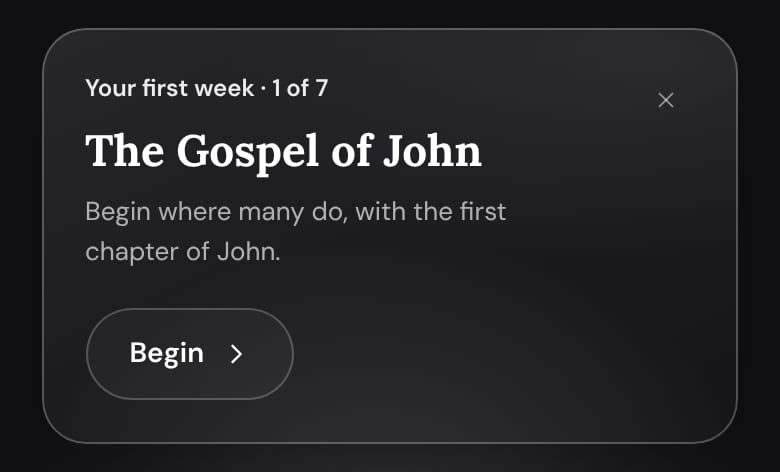 Your first week · 1 of 7
The Gospel of John
Begin where many do, with the first
chapter of John.
Begin